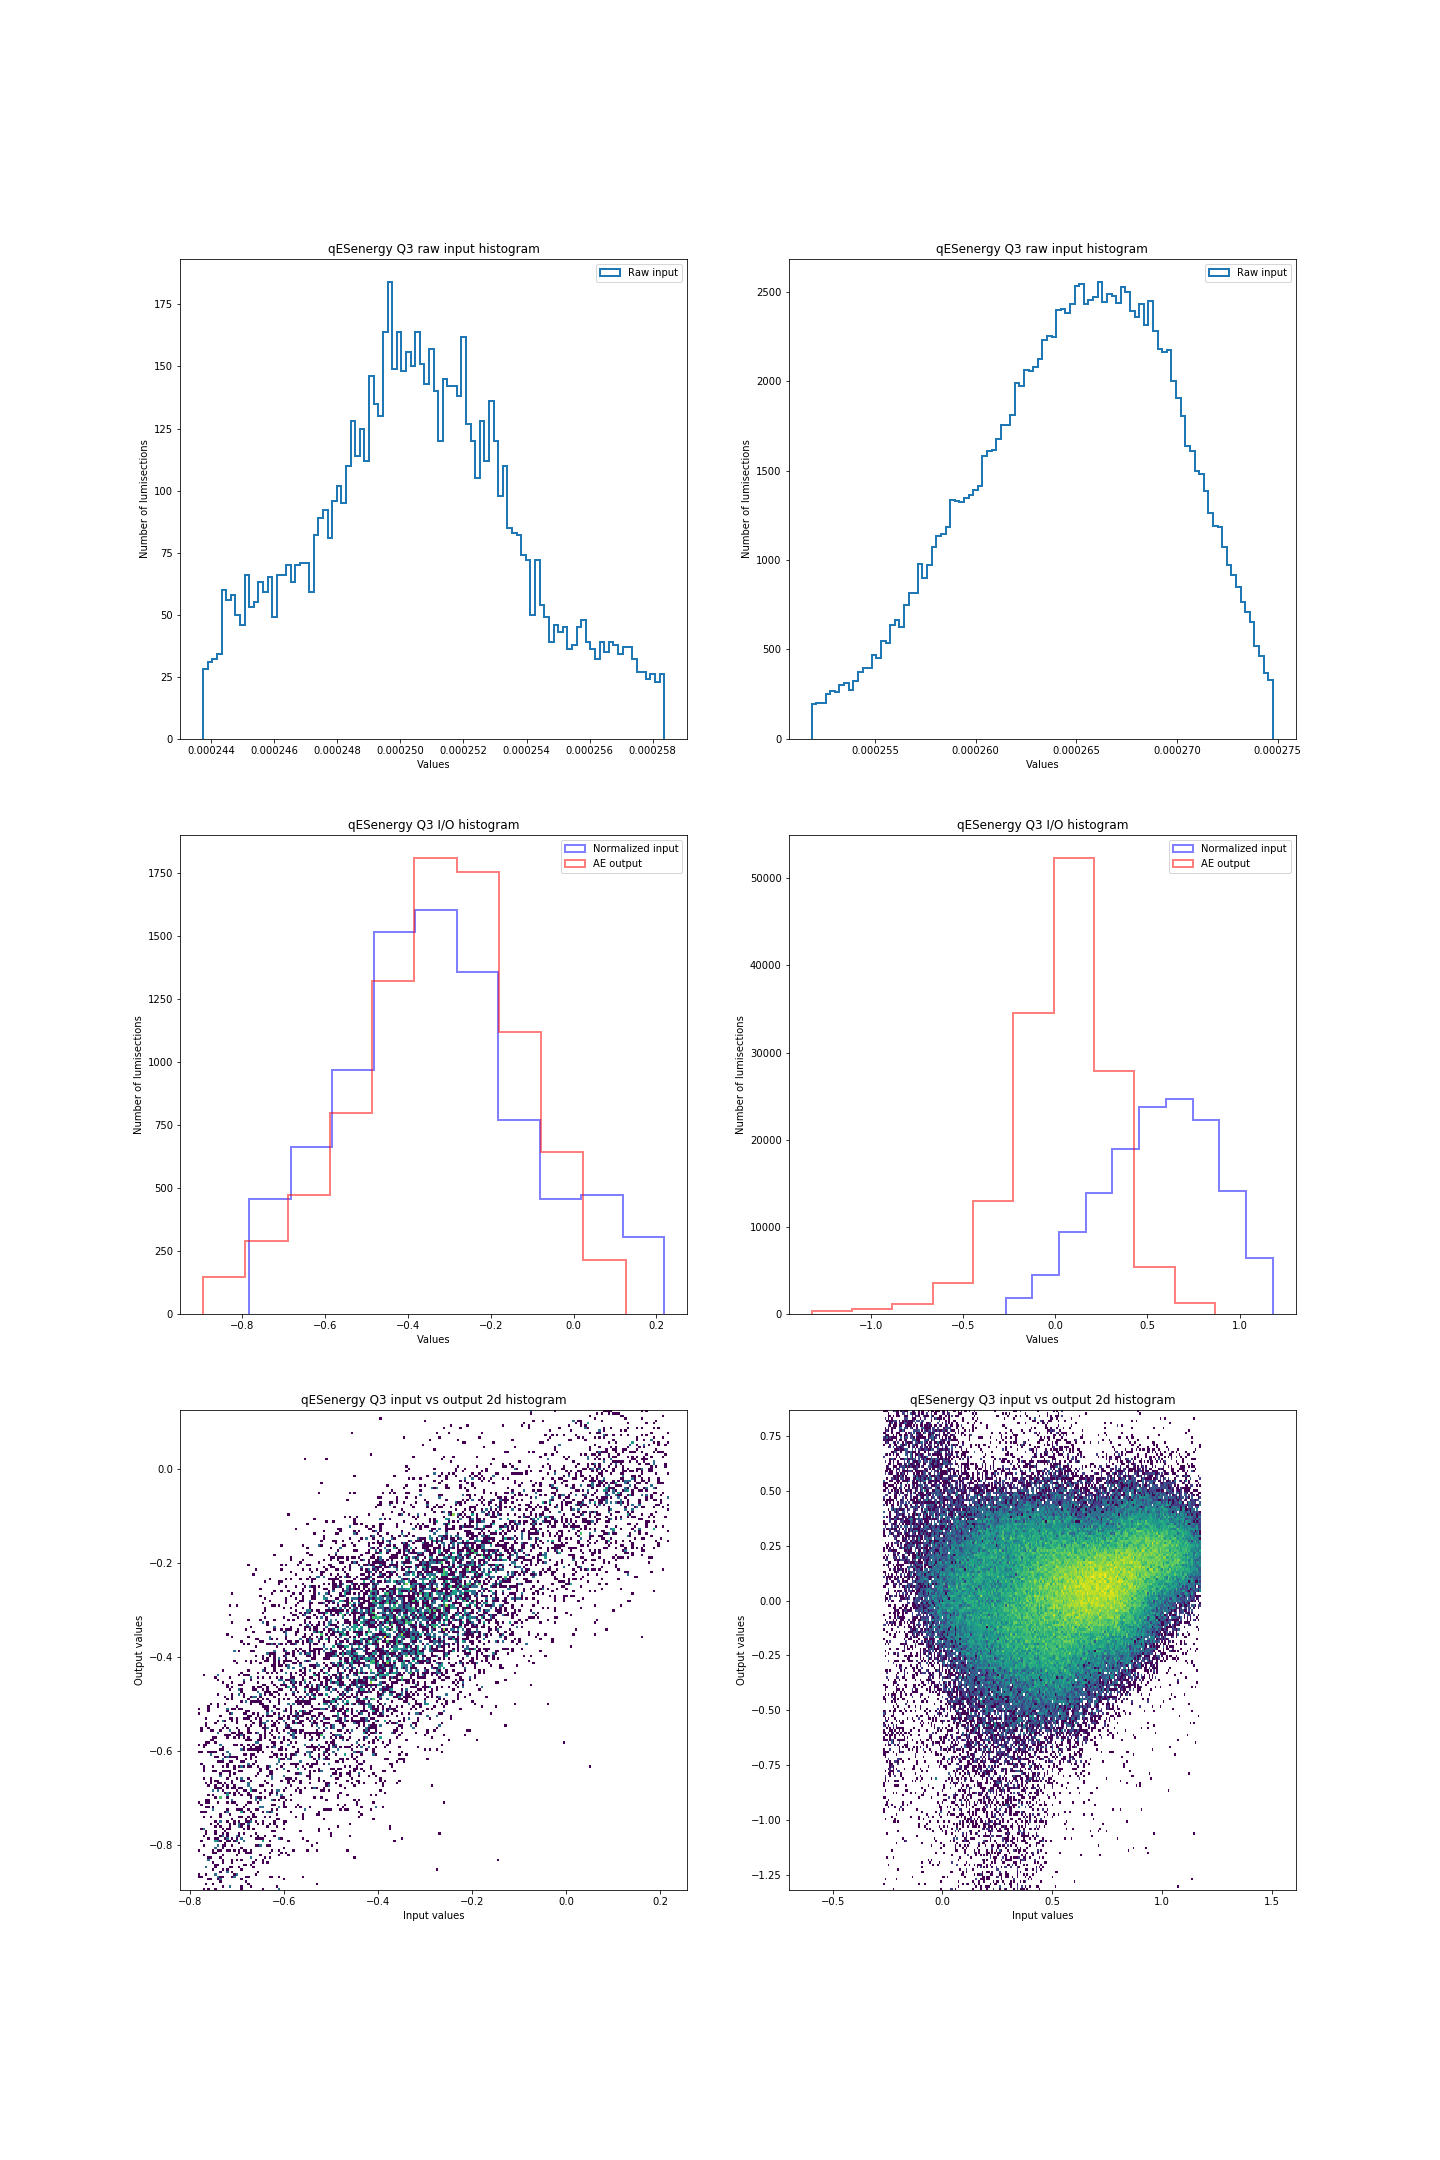 qESenergy Q3 raw input histogram
Raw input
Number of lumisections
175
150
125
100
75
50
25
0
0.000244 0.000246 0.000248 0.000250 0.000252 0.000254 0.000256 0.000258
Values
qESenergy Q3 raw input histogram
Raw input
Number of lumisections
2500
2000
1500
1000
500
0
0.000255 0.000260 0.000265 0.000270 0.000275
Values
qESenergy Q3 I/O histogram
Normalized input
AE output
Number of lumisections
1750
1500
1250
1000
750
500
250
0
−0.8 −0.6 −0.4 −0.2 0.0 0.2
Values
qESenergy Q3 I/O histogram
Normalized input
AE output
Number of lumisections
50000
40000
30000
20000
10000
0
−1.0 −0.5 0.0 0.5 1.0
Values
qESenergy Q3 input vs output 2d histogram
Output values
0.0
−0.2
−0.4
−0.6
−0.8
−0.8 −0.6 −0.4 −0.2 0.0 0.2
Input values
qESenergy Q3 input vs output 2d histogram
Output values
0.75
0.50
0.25
0.00
−0.25
−0.50
−0.75
−1.00
−1.25
−0.5 0.0 0.5 1.0 1.5
Input values